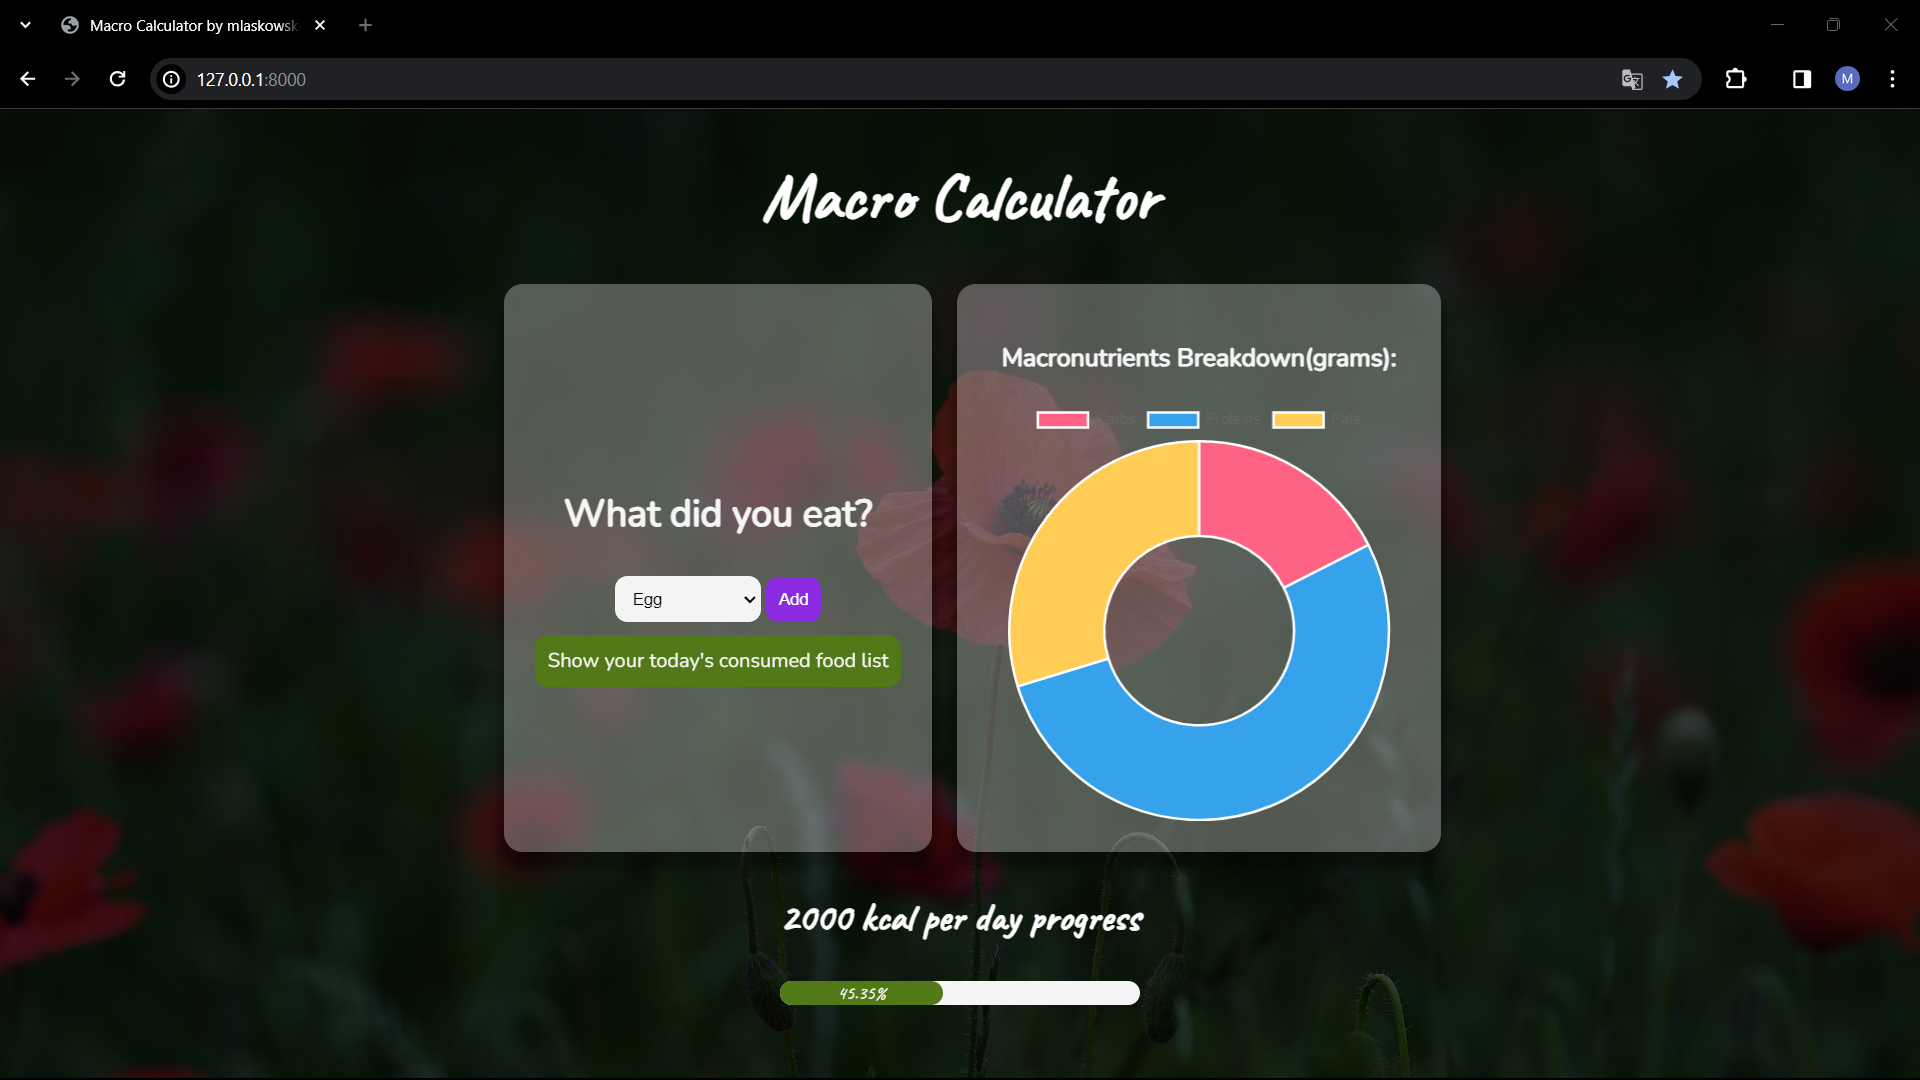 Macro Calculator by mlaskowsk
127.0.0.1:8000
M
Macro Calculator
What did you eat?
Egg
Add
Show your today's consumed food list
Macronutrients Breakdown(grams):
Carbs Proteins Fats
2000 kcal per day progress
45.35%